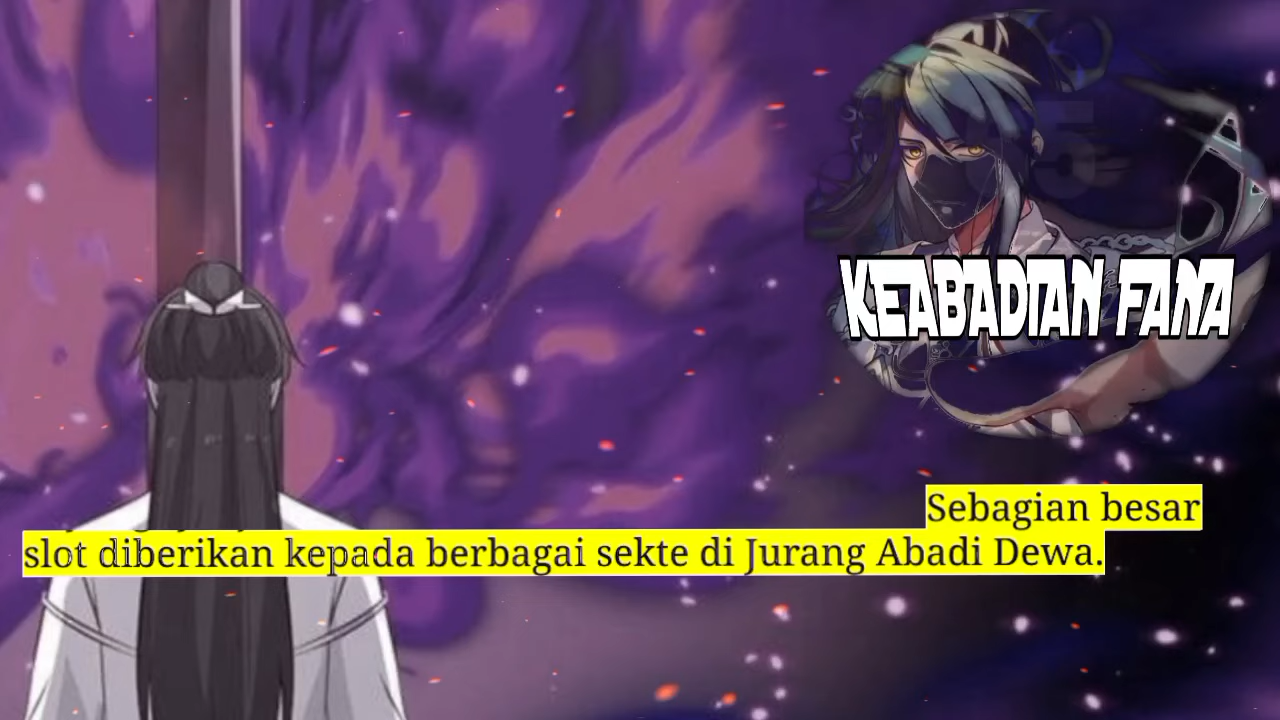 KEABADIAN FANA
Sebagian besar
slot diberikan kepada berbagai sekte di Jurang Abadi Dewa.